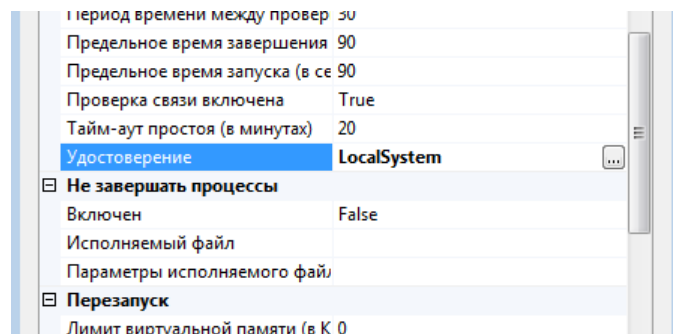 Период времени между провер 30
Предельное время завершения 90
Предельное время запуска (в се 90
Проверка связи включена True
Тайм-аут простоя (в минутах) 20
Удостоверение LocalSystem ...
Не завершать процессы
Включен False
Исполняемый файл
Параметры исполняемого файл
Перезапуск
Лимит виртуальной памяти (в К 0